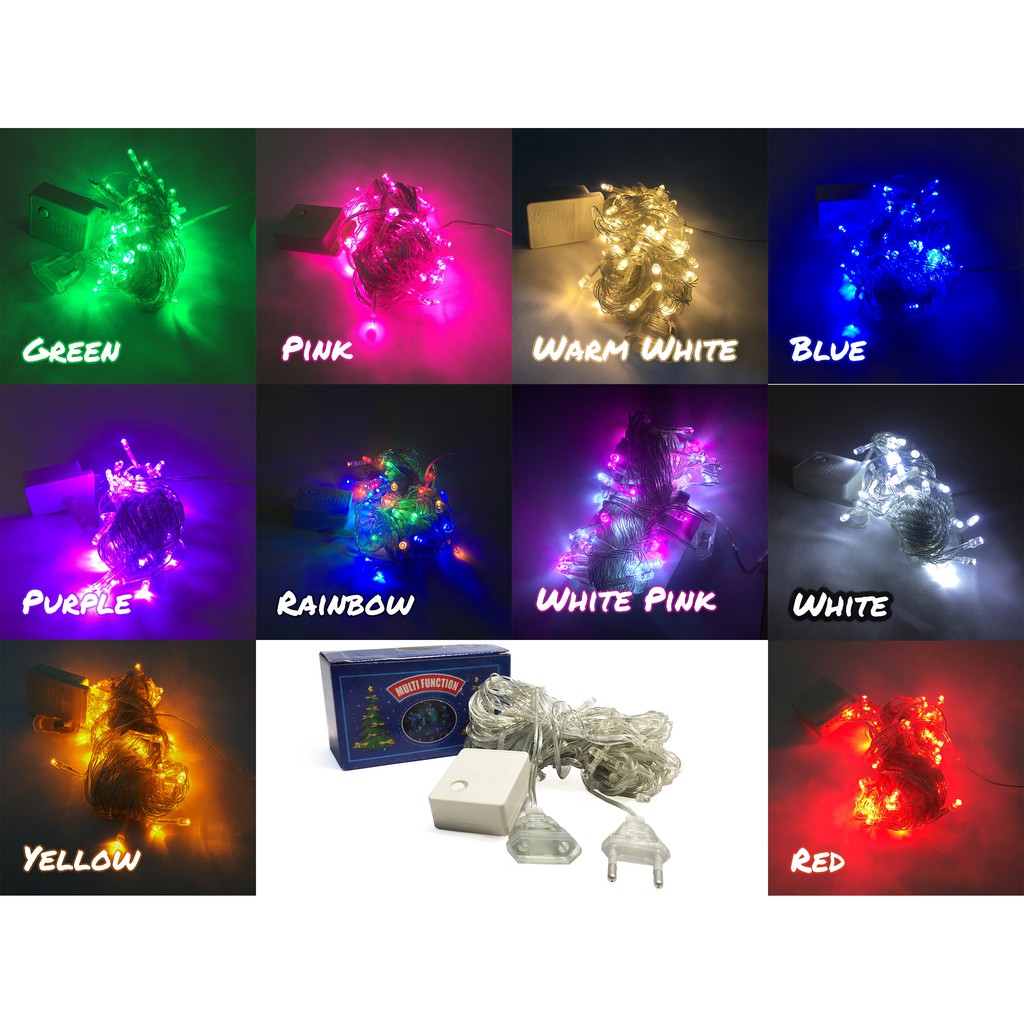 Green
Pink
Warm White
Blue
Purple
Rainbow
White Pink
White
Yellow
MULTI FUNCTION
Red